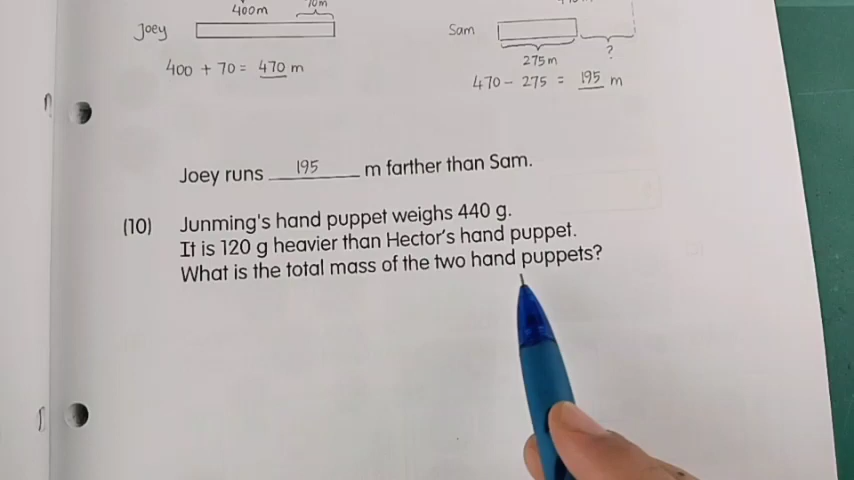 400m
70m
Joey
Sam
275m
?
400 + 70 = 470 m
470 - 275 = 195 m
Joey runs 195 m farther than Sam.
(10) Junming's hand puppet weighs 440 g.
It is 120 g heavier than Hector's hand puppet.
What is the total mass of the two hand puppets?